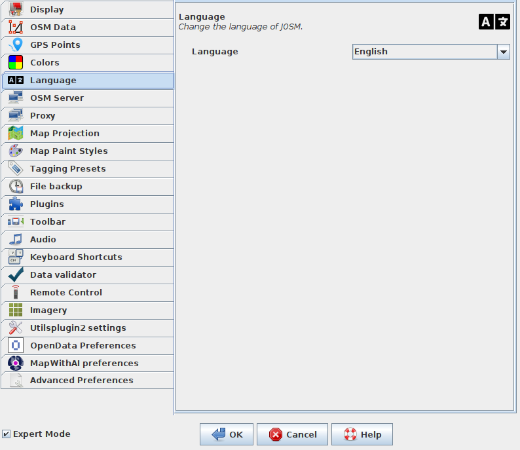 Display
OSM Data
GPS Points
Colors
Language
OSM Server
Proxy
Map Projection
Map Paint Styles
Tagging Presets
File backup
Plugins
Toolbar
Audio
Keyboard Shortcuts
Data validator
Remote Control
Imagery
Utilsplugin2 settings
OpenData Preferences
MapWithAI preferences
Advanced Preferences
Language
Change the language of JOSM.
Language English
Expert Mode
OK Cancel Help